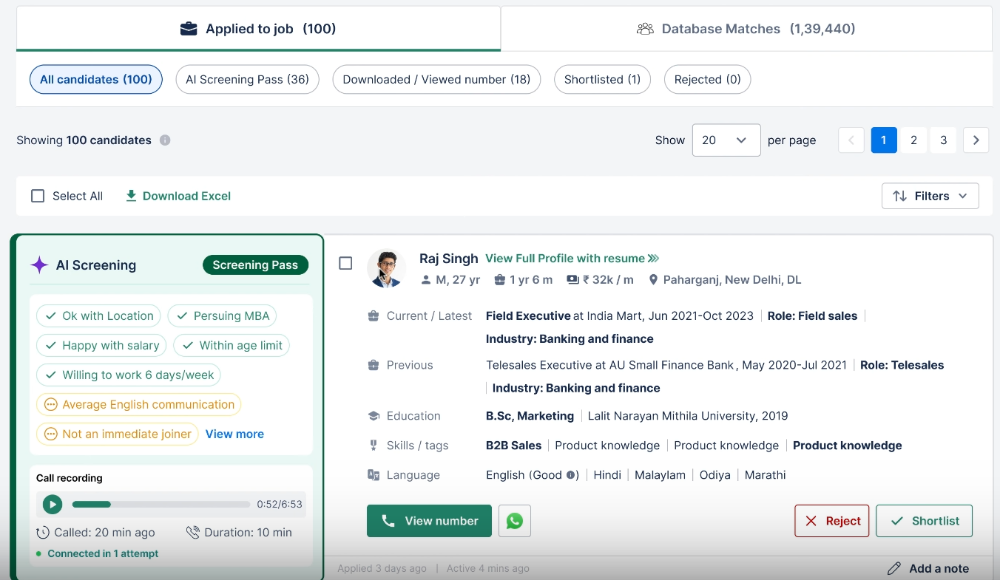 Applied to job (100)
Database Matches (1,39,440)
All candidates (100)
AI Screening Pass (36)
Downloaded / Viewed number (18)
Shortlisted (1)
Rejected (0)
Showing 100 candidates
Show 20 per page
1 2 3
Select All
Download Excel
Filters
AI Screening
Screening Pass
Ok with Location
Persuing MBA
Happy with salary
Within age limit
Willing to work 6 days/week
Average English communication
Not an immediate joiner
View more
Call recording
0:52/6:53
Called: 20 min ago
Duration: 10 min
Connected in 1 attempt
Raj Singh View Full Profile with resume
M, 27 yr 1 yr 6 m ₹ 32k / m Paharganj, New Delhi, DL
Current / Latest Field Executive at India Mart, Jun 2021-Oct 2023 | Role: Field sales |
Industry: Banking and finance
Previous Telesales Executive at AU Small Finance Bank , May 2020-Jul 2021 | Role: Telesales
| Industry: Banking and finance
Education B.Sc, Marketing | Lalit Narayan Mithila University, 2019
Skills / tags B2B Sales | Product knowledge | Product knowledge | Product knowledge
Language English (Good ) | Hindi | Malaylam | Odiya | Marathi
View number
Reject
Shortlist
Applied 3 days ago | Active 4 mins ago
Add a note